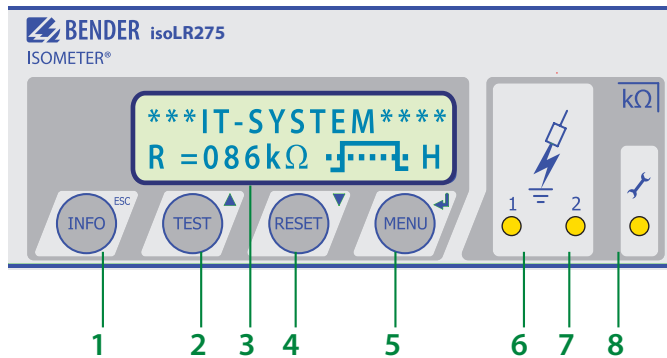 BENDER isoLR275
ISOMETER®
kΩ
***IT-SYSTEM****
R =086kΩ H
ESC
INFO TEST RESET MENU
1 2
1 2 3 4 5 6 7 8